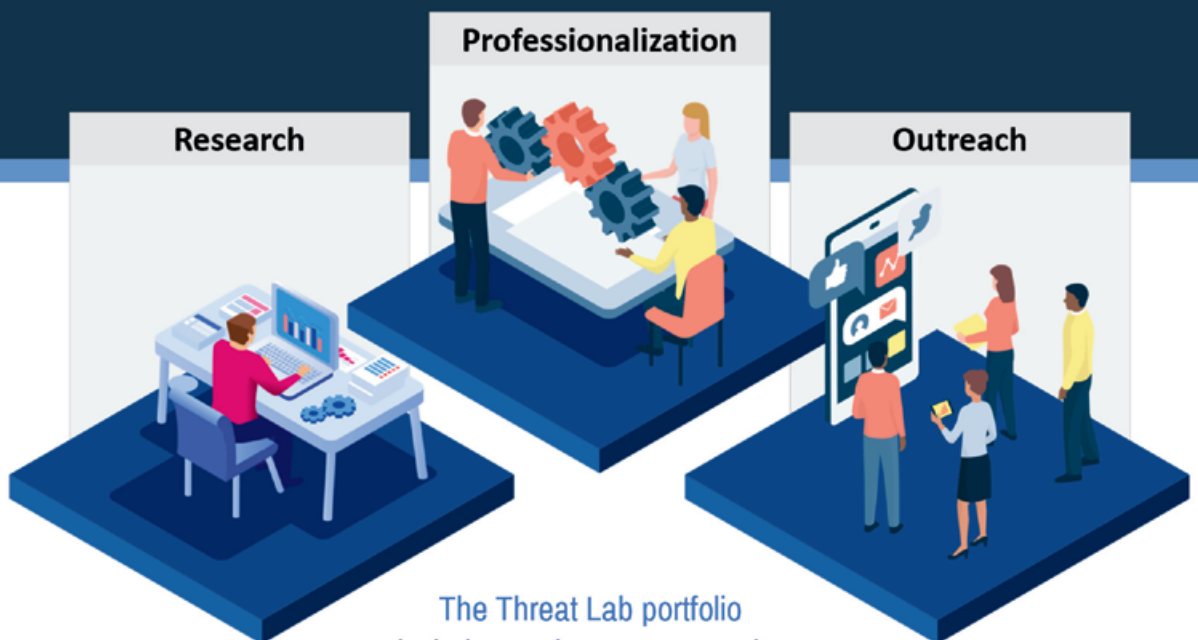 Professionalization
Research
Outreach
The Threat Lab portfolio